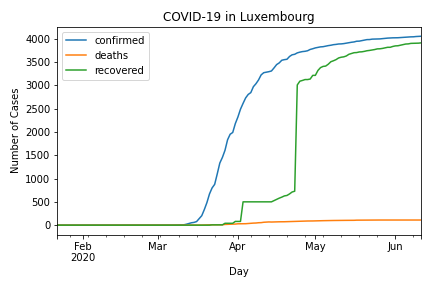 COVID-19 in Luxembourg
confirmed
deaths
recovered
Number of Cases
4000
3500
3000
2500
2000
1500
1000
500
0
Feb
2020
Mar
Apr
May
Jun
Day